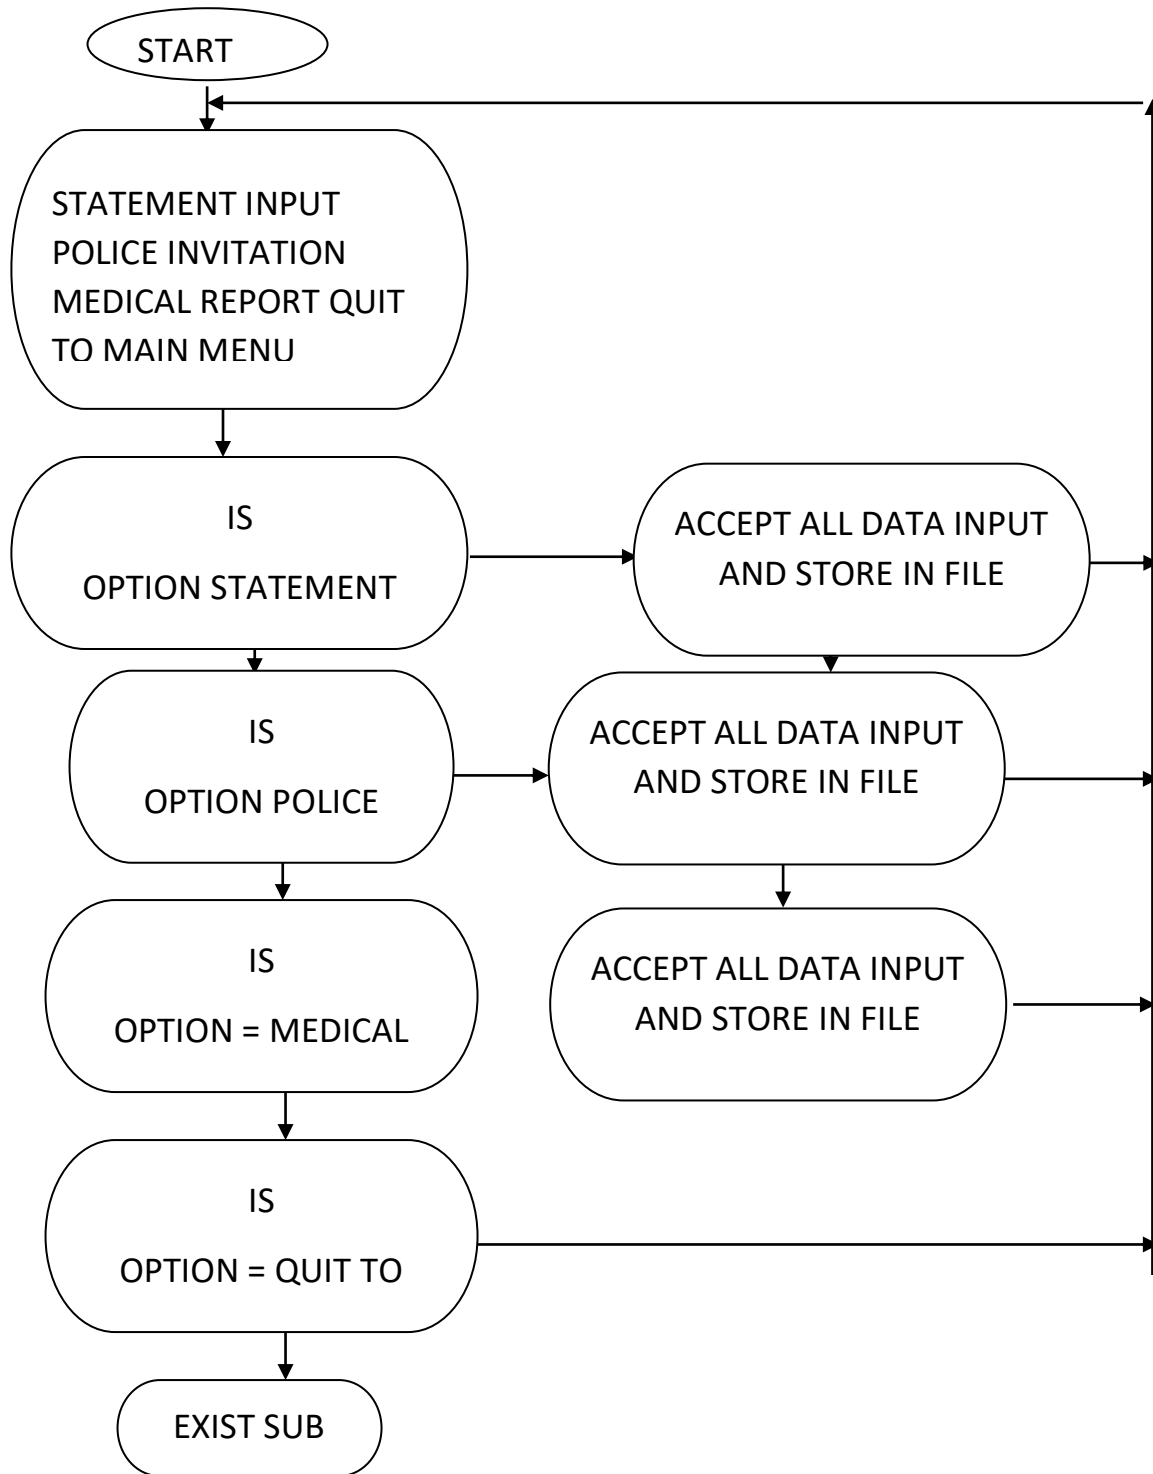 START
STATEMENT INPUT
POLICE INVITATION
MEDICAL REPORT QUIT
TO MAIN MENU
IS
OPTION STATEMENT
ACCEPT ALL DATA INPUT
AND STORE IN FILE
IS
OPTION POLICE
ACCEPT ALL DATA INPUT
AND STORE IN FILE
IS
OPTION = MEDICAL
ACCEPT ALL DATA INPUT
AND STORE IN FILE
IS
OPTION = QUIT TO
EXIST SUB